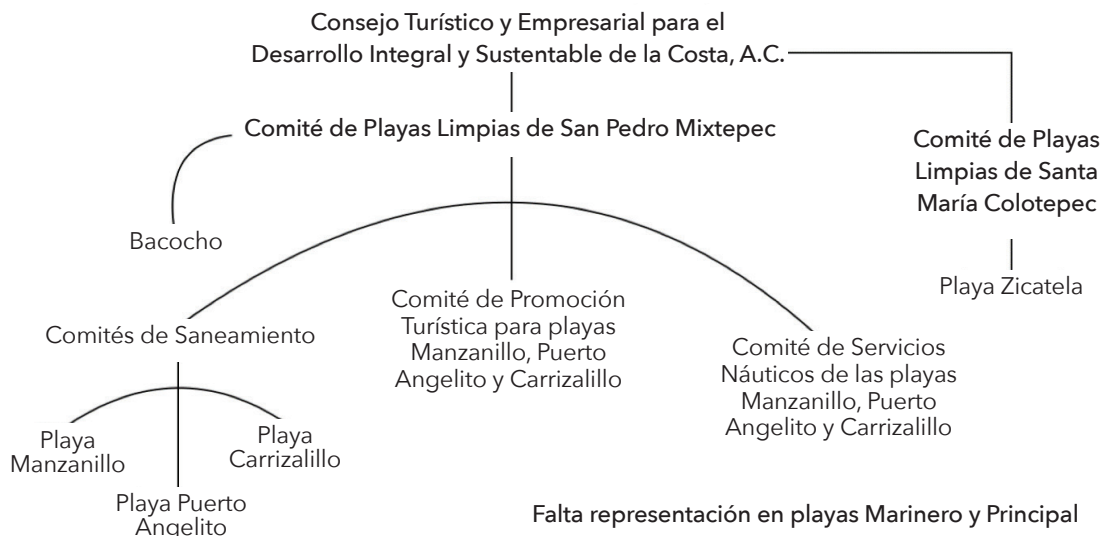 Consejo Turístico y Empresarial para el
Desarrollo Integral y Sustentable de la Costa, A.C.
Comité de Playas Limpias de San Pedro Mixtepec
Comité de Playas
Limpias de Santa
María Colotepec
Bacocho
Playa Zicatela
Comités de Saneamiento
Comité de Promoción
Turística para playas
Manzanillo, Puerto
Angelito y Carrizalillo
Comité de Servicios
Náuticos de las playas
Manzanillo, Puerto
Angelito y Carrizalillo
Playa
Manzanillo
Playa Puerto
Angelito
Playa
Carrizalillo
Falta representación en playas Marinero y Principal